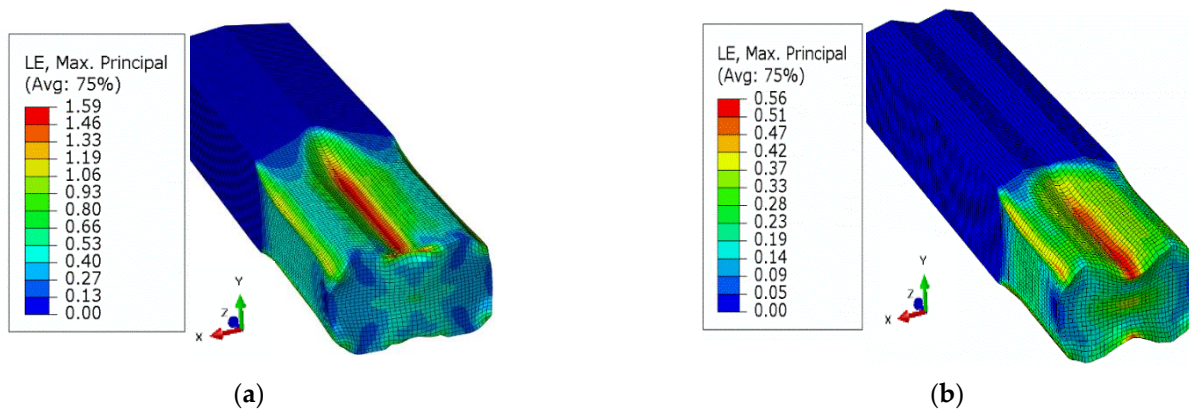 LE, Max. Principal
(Avg: 75%)
1.59
1.46
1.33
1.19
1.06
0.93
0.80
0.66
0.53
0.40
0.27
0.13
0.00
Y
Z
X
(a)
LE, Max. Principal
(Avg: 75%)
0.56
0.51
0.47
0.42
0.37
0.33
0.28
0.23
0.19
0.14
0.09
0.05
0.00
Y
Z
X
(b)